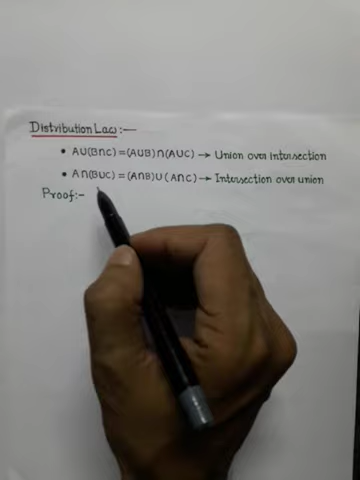 Distribution Law:—
• A∪(B∩C) = (A∪B)∩(A∪C) → Union over intersection
• A∩(B∪C) = (A∩B)∪(A∩C) → Intersection over union
Proof:-